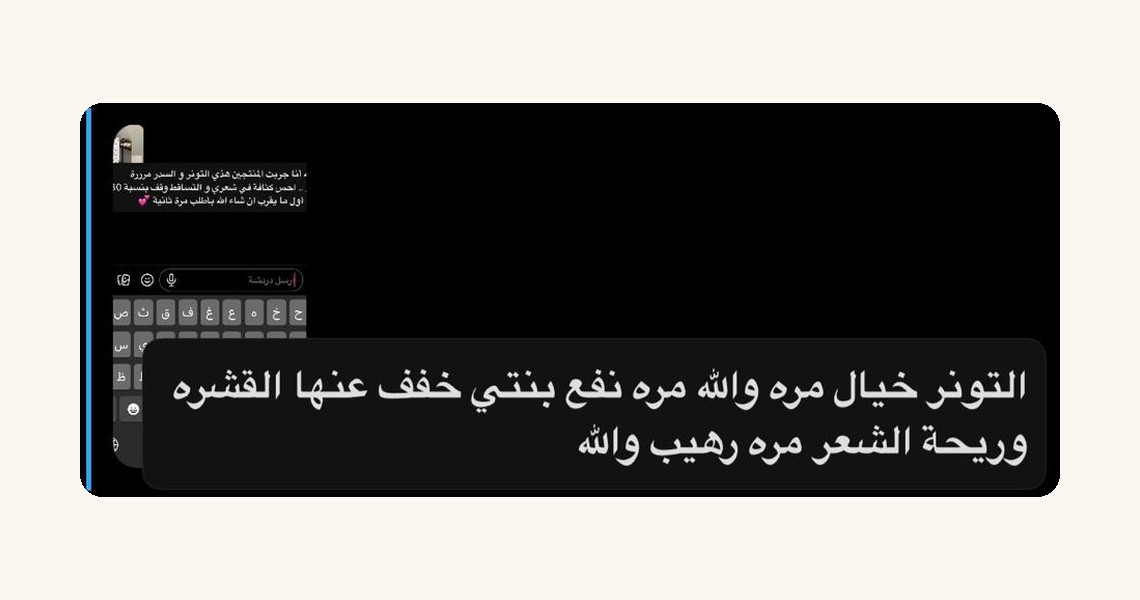 انا جربت المنتجين هذي التونر و السدر مرررة
.. احس كثافة في شعري و التساقط وقف بنسبة
اول ما يقرب ان شاء الله باطلب مرة ثانية 💕
ارسل دردشة
ص ث ق ف غ ع ه خ ح
س ي
ظ
التونر خيال مره والله مره نفع بنتي خفف عنها القشره
وريحة الشعر مره رهيب والله